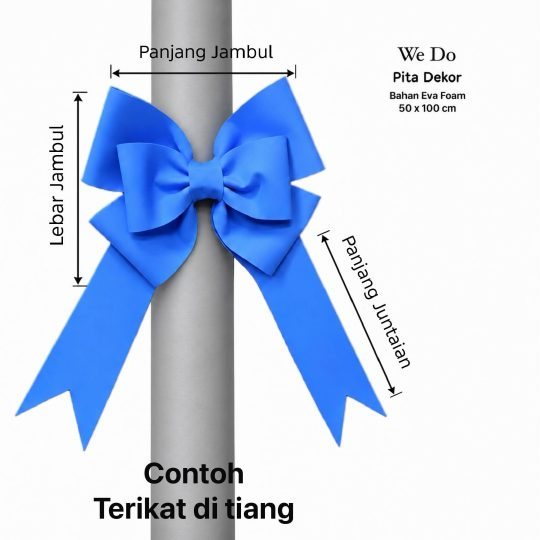 Panjang Jambul
We Do
Pita Dekor
Bahan Eva Foam
50 x 100 cm
Lebar Jambul
Panjang Juntaian
Contoh
Terikat di tiang